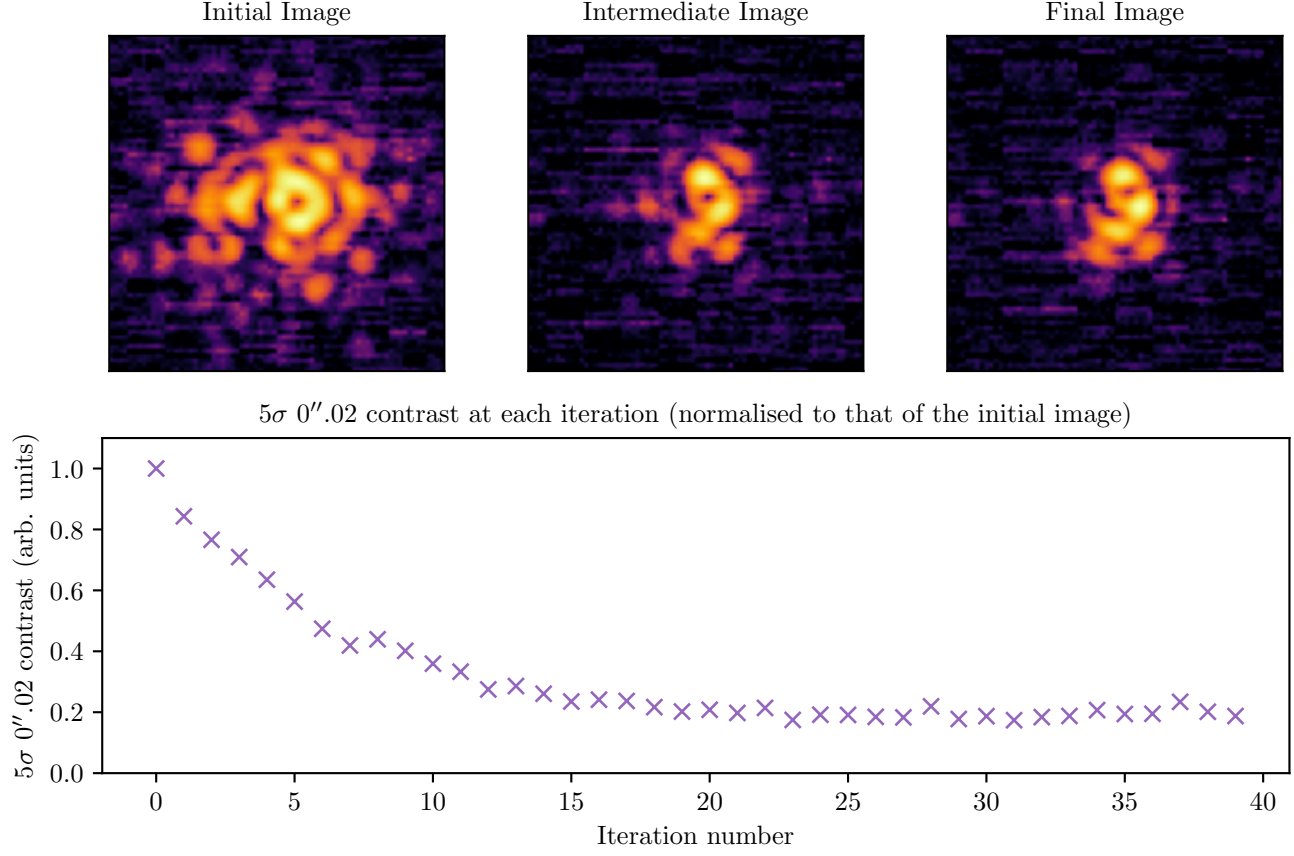 Initial Image
Intermediate Image
Final Image
5σ 0″.02 contrast at each iteration (normalised to that of the initial image)
5σ 0″.02 contrast (arb. units)
1.0
0.8
0.6
0.4
0.2
0.0
0 5 10 15 20 25 30 35 40
Iteration number